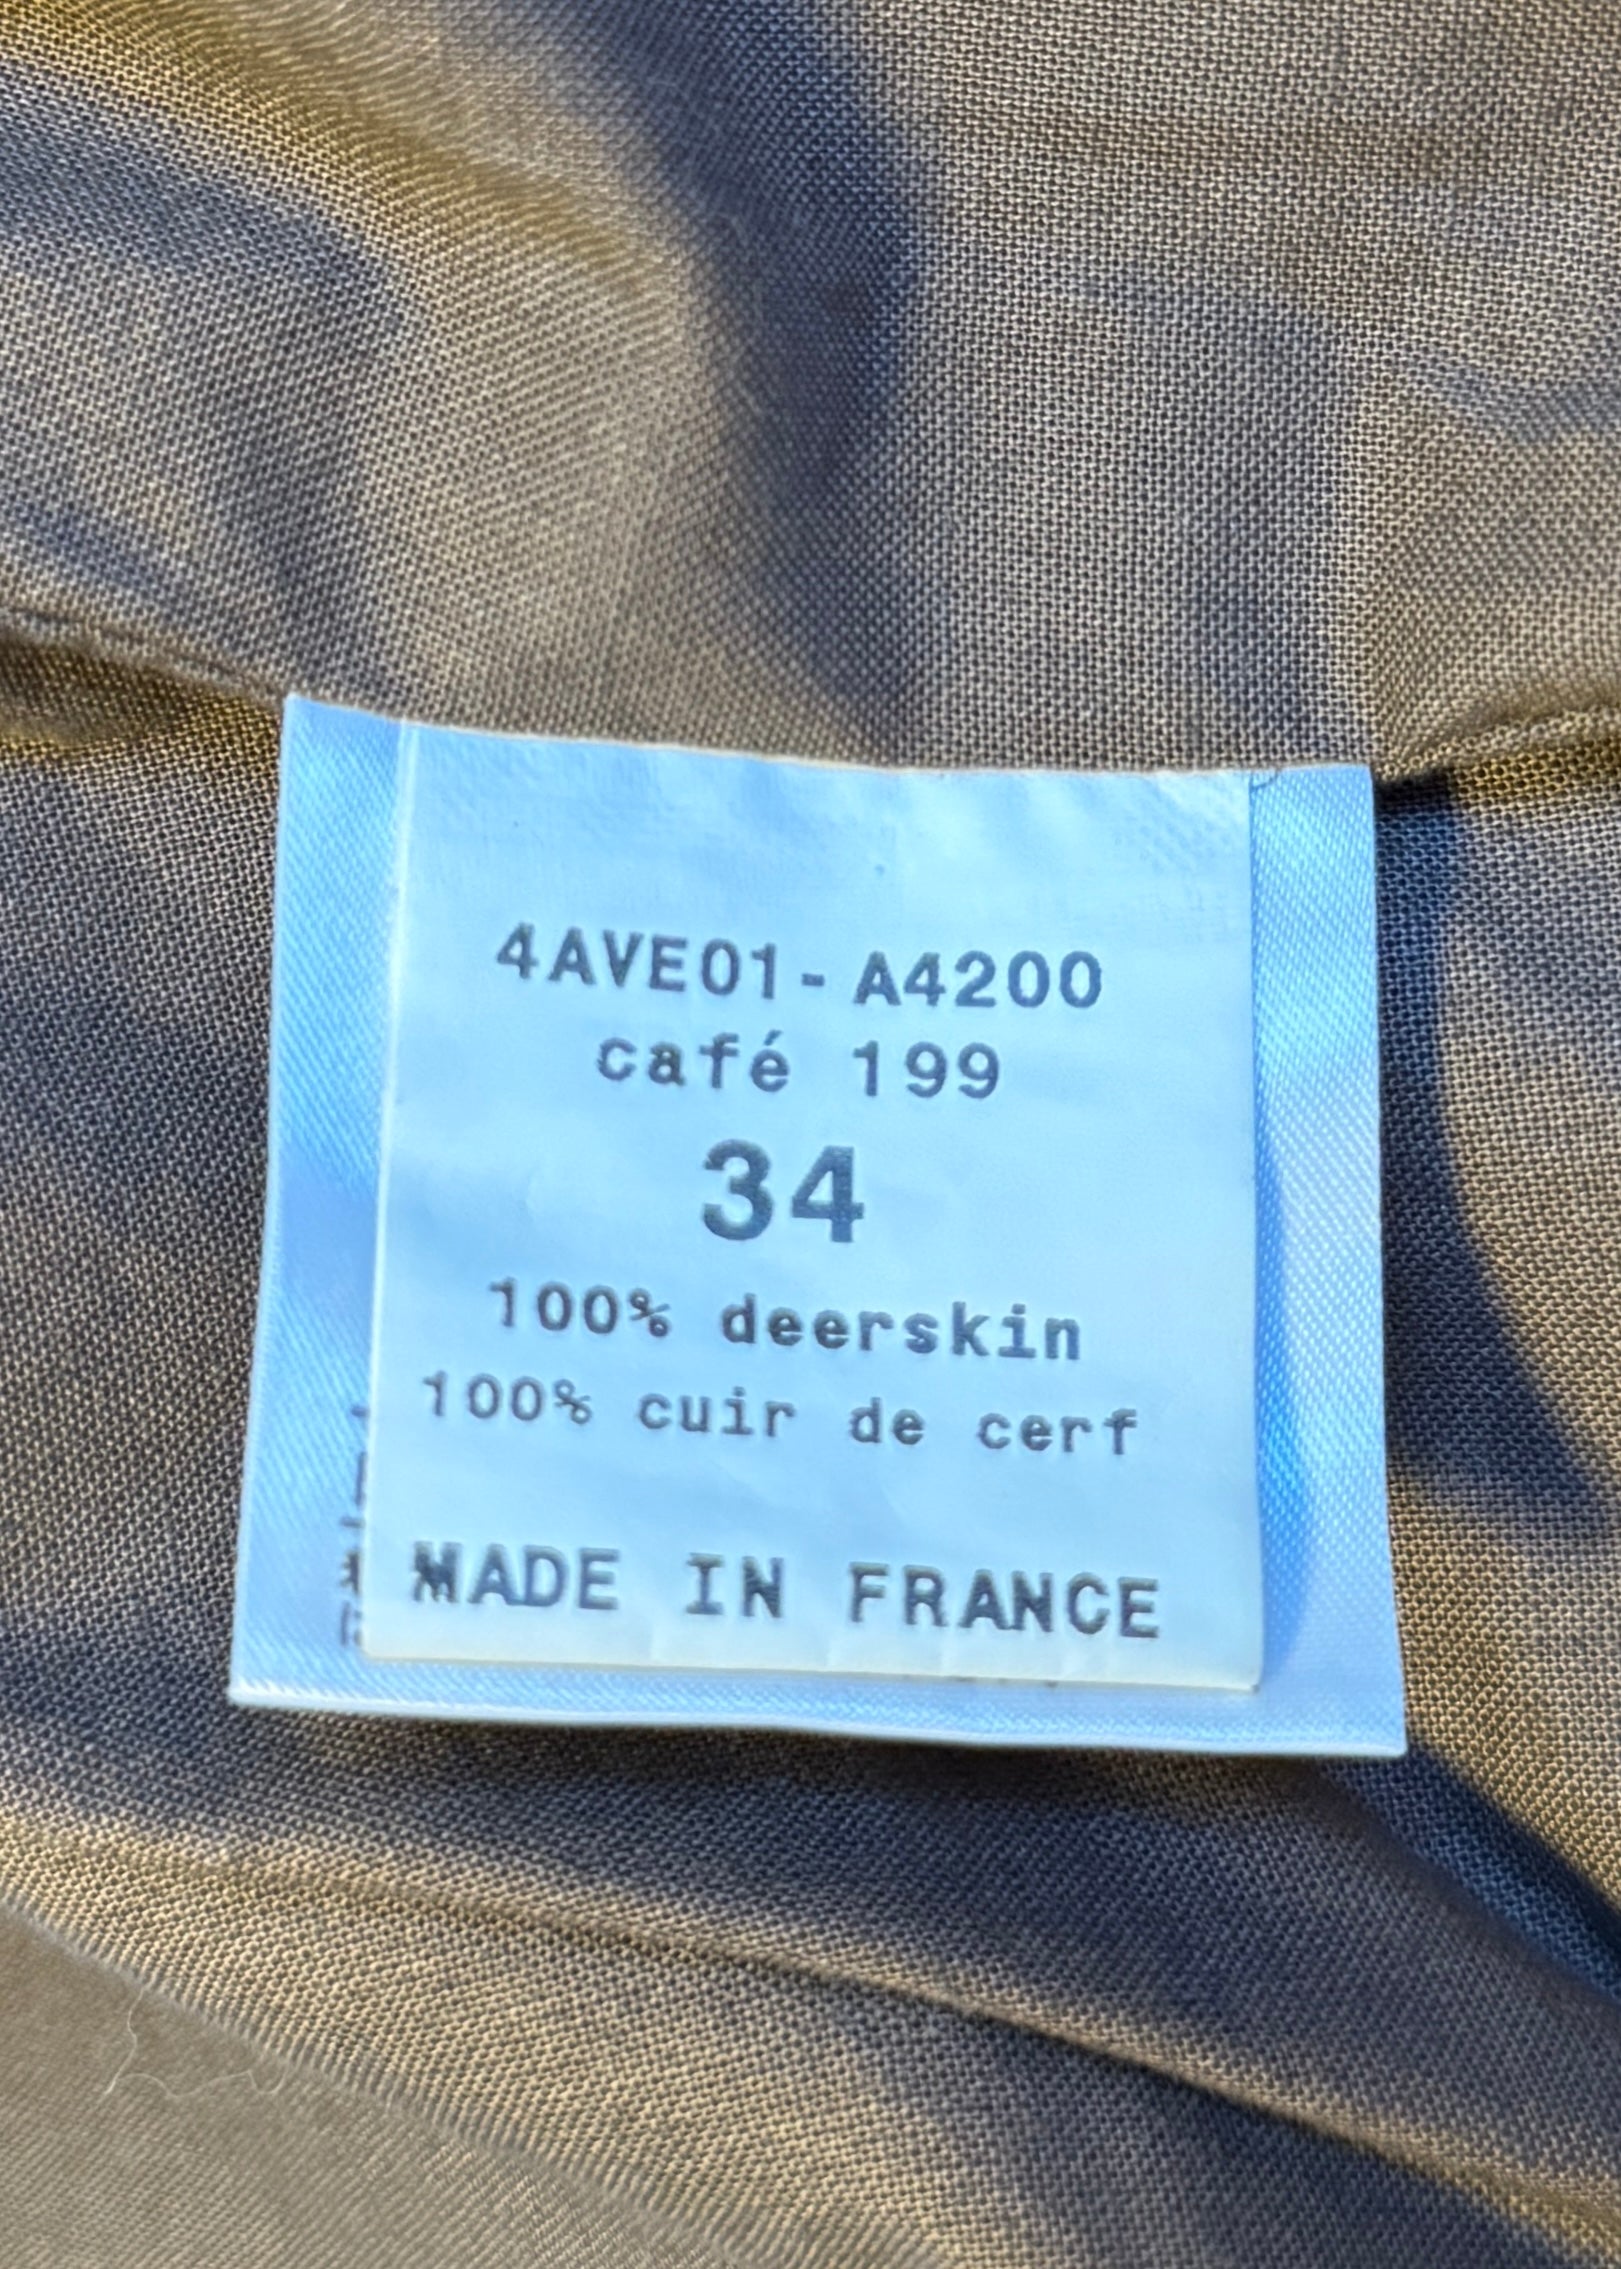 4AVE01-A4200
café 199
34
100% deerskin
100% cuir de cerf
MADE IN FRANCE